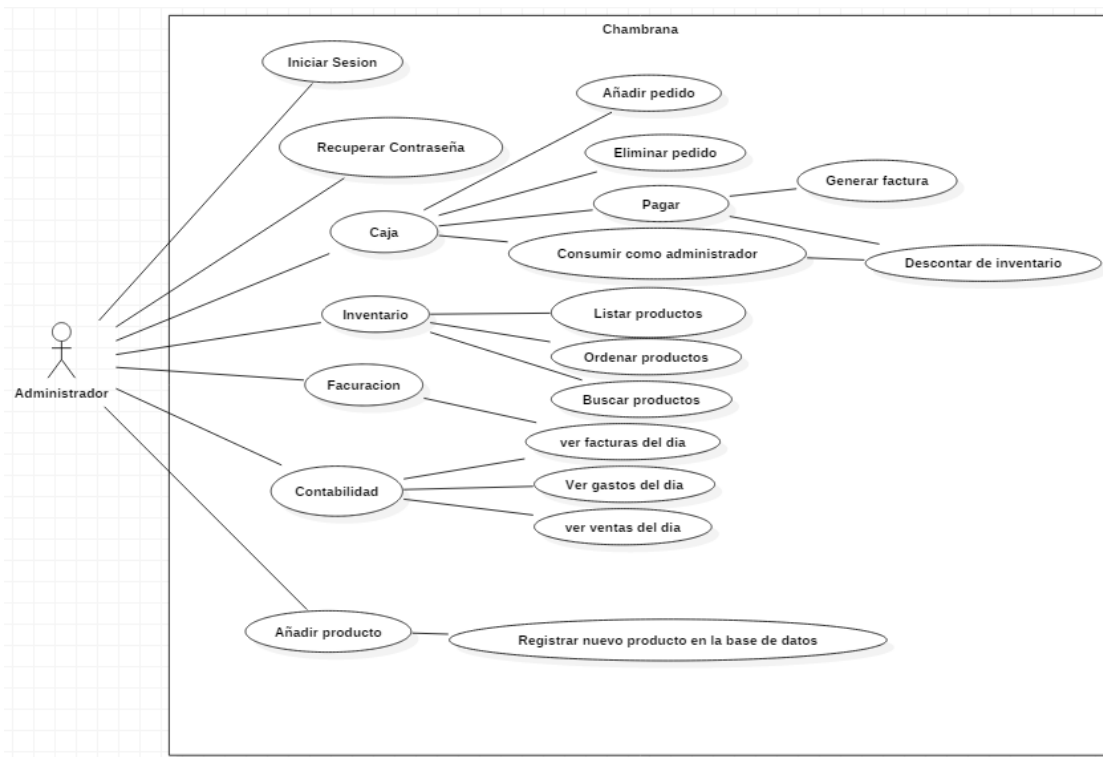 Chambrana
Iniciar Sesion
Añadir pedido
Recuperar Contraseña
Eliminar pedido
Generar factura
Pagar
Caja
Consumir como administrador
Descontar de inventario
Inventario
Listar productos
Ordenar productos
Administrador
Facuracion
Buscar productos
ver facturas del dia
Contabilidad
Ver gastos del dia
ver ventas del dia
Añadir producto
Registrar nuevo producto en la base de datos